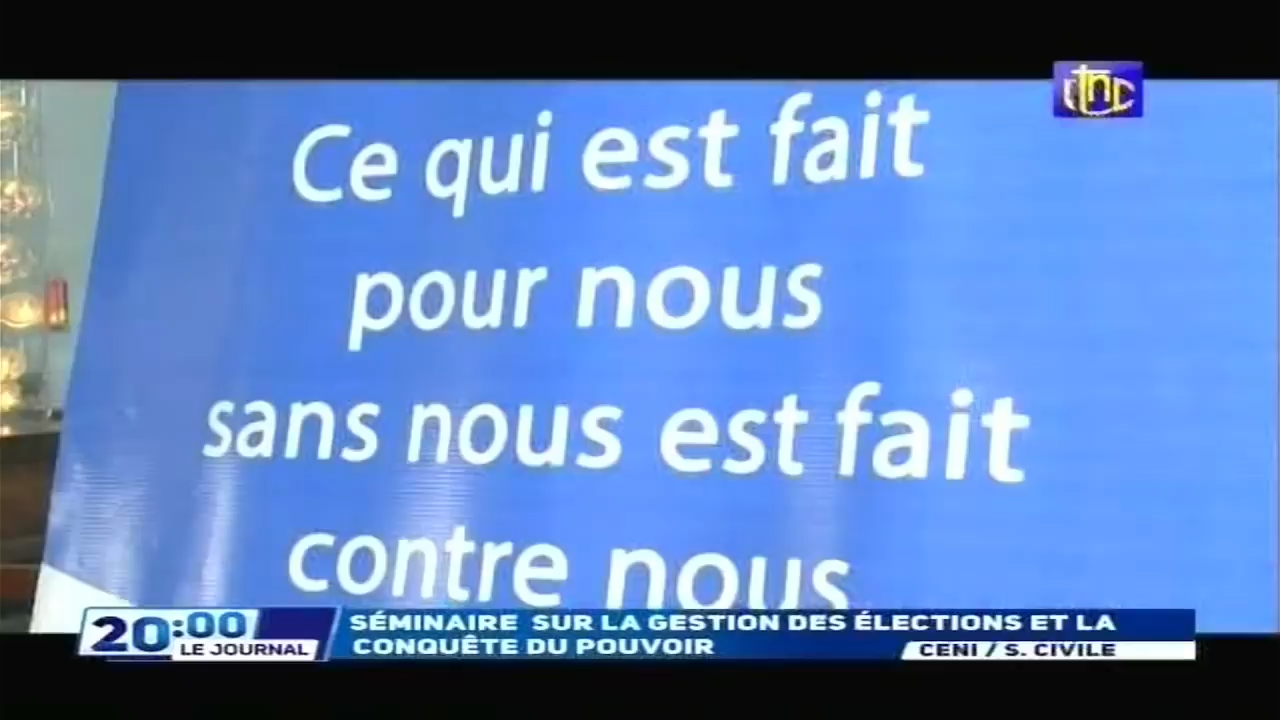 rtnc
Ce qui est fait
pour nous
sans nous est fait
contre nous
20:00
LE JOURNAL
SÉMINAIRE SUR LA GESTION DES ÉLECTIONS ET LA
CONQUÊTE DU POUVOIR
CENI / S. CIVILE